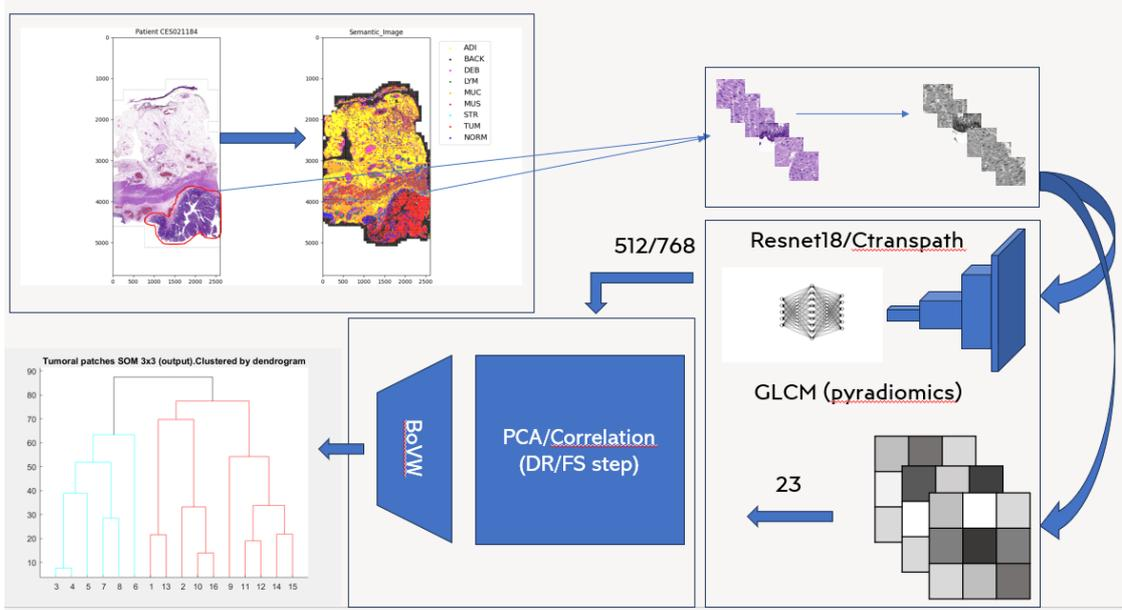 Patient CES021184
0
1000
2000
3000
4000
5000
0 500 1000 1500 2000 2500
Semantic_Image
0
1000
2000
3000
4000
5000
0 500 1000 1500 2000 2500
ADI
BACK
DEB
LYM
MUC
MUS
STR
TUM
NORM
512/768
Resnet18/Ctranspath
GLCM (pyradiomics)
23
PCA/Correlation
(DR/FS step)
BoVW
Tumoral patches SOM 3x3 (output).Clustered by dendrogram
90
80
70
60
50
40
30
20
10
3 4 5 7 8 6 1 13 2 10 16 9 11 12 14 15